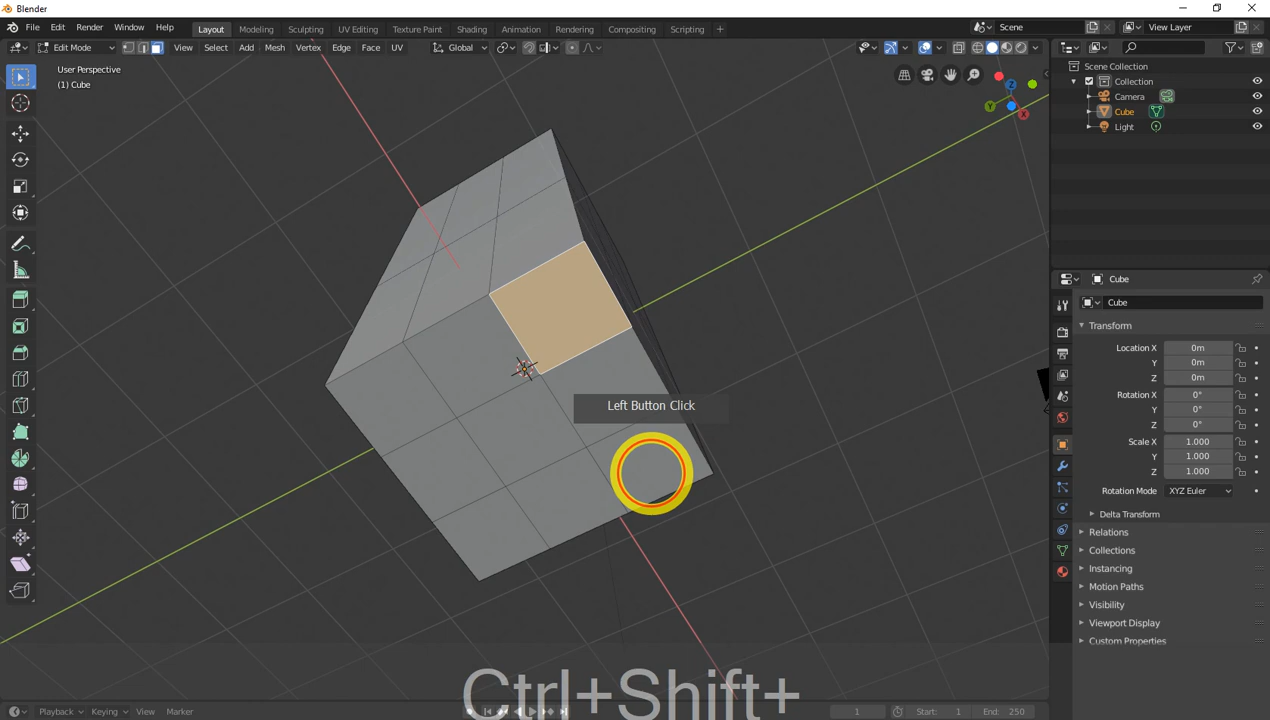 Blender
File Edit Render Window Help Layout Modeling Sculpting UV Editing Texture Paint Shading Animation Rendering Compositing Scripting + Scene View Layer
Edit Mode View Select Add Mesh Vertex Edge Face UV Global
User Perspective
(1) Cube
Scene Collection
Collection
Camera
Cube
Light
Z
Y
X
Cube
Cube
Transform
Location X 0m
Y 0m
Z 0m
Rotation X 0°
Y 0°
Z 0°
Scale X 1.000
Y 1.000
Z 1.000
Rotation Mode XYZ Euler
Delta Transform
Relations
Collections
Instancing
Motion Paths
Visibility
Viewport Display
Custom Properties
Left Button Click
Ctrl+Shift+
Playback Keying View Marker 1 Start: 1 End: 250